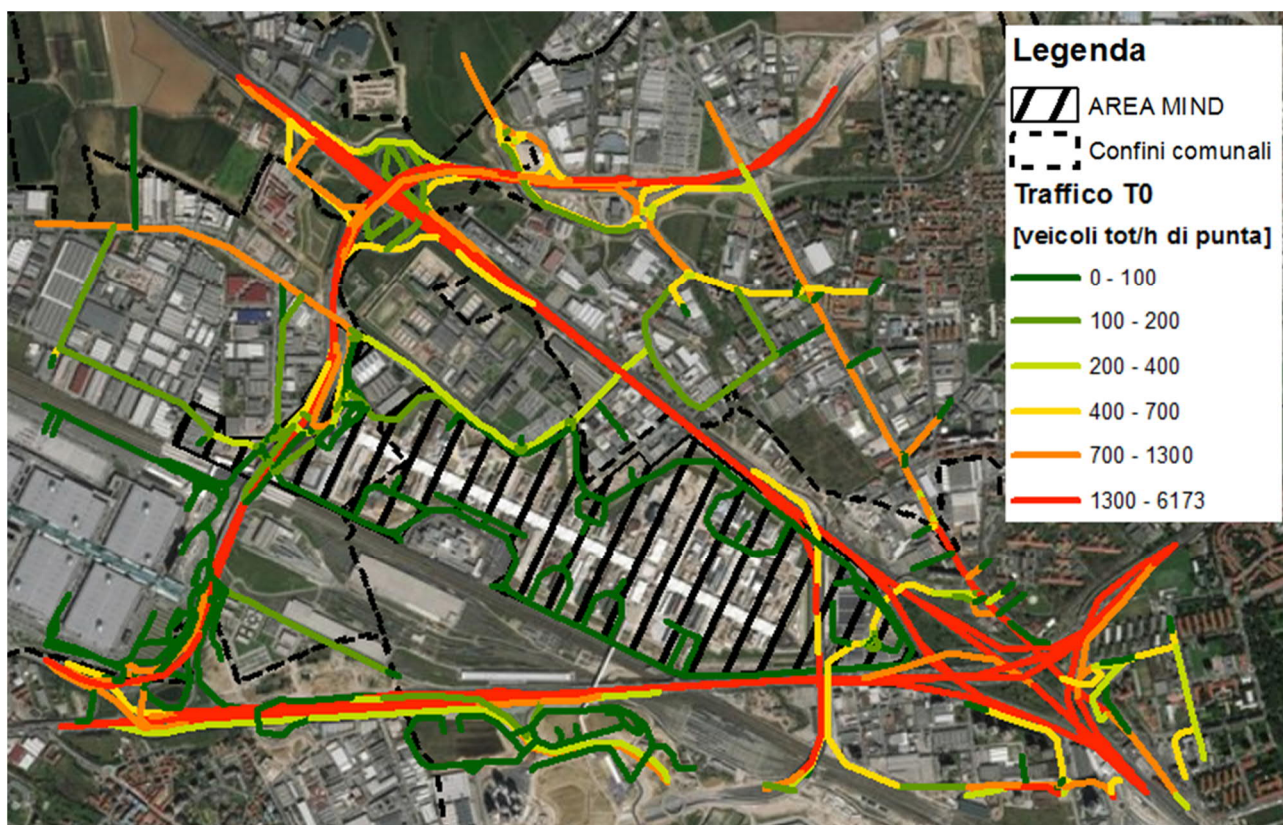 Legenda
AREA MIND
Confini comunali
Traffico T0
[veicoli tot/h di punta]
0 - 100
100 - 200
200 - 400
400 - 700
700 - 1300
1300 - 6173